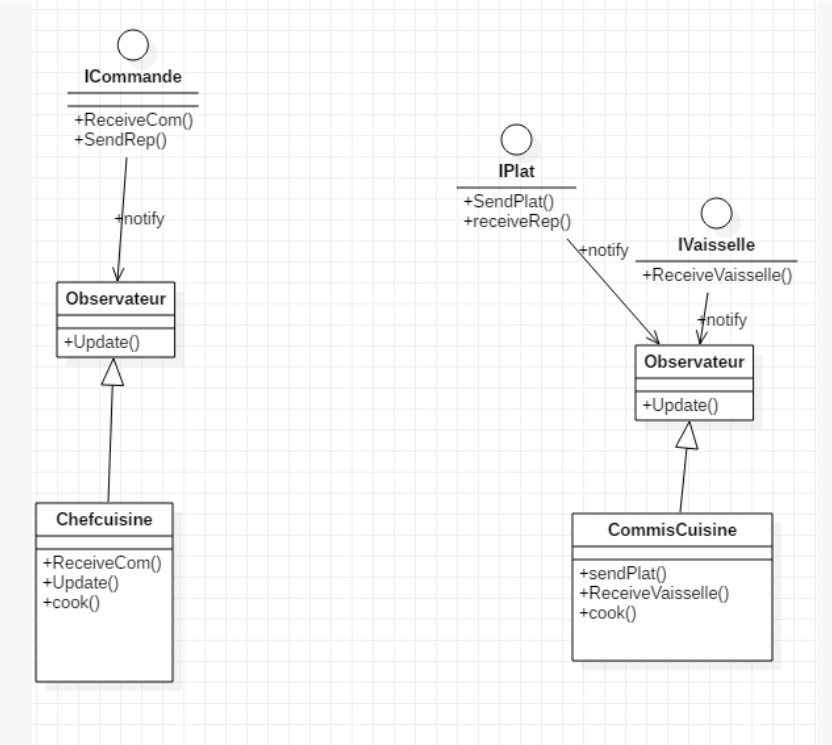 ICommande
+ReceiveCom()
+SendRep()
+notify
Observateur
+Update()
Chefcuisine
+ReceiveCom()
+Update()
+cook()
IPlat
+SendPlat()
+receiveRep()
+notify
IVaisselle
+ReceiveVaisselle()
+notify
Observateur
+Update()
CommisCuisine
+sendPlat()
+ReceiveVaisselle()
+cook()